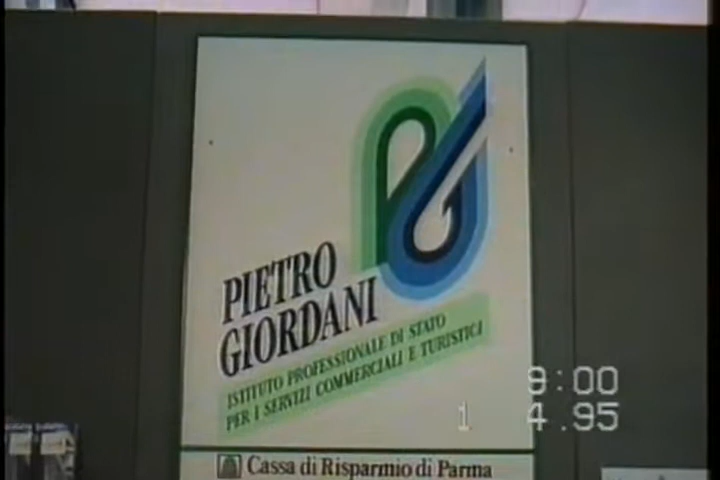 PIETRO
GIORDANI
ISTITUTO PROFESSIONALE DI STATO
PER I SERVIZI COMMERCIALI E TURISTICI
9:00
1 4.95
Cassa di Risparmio di Parma